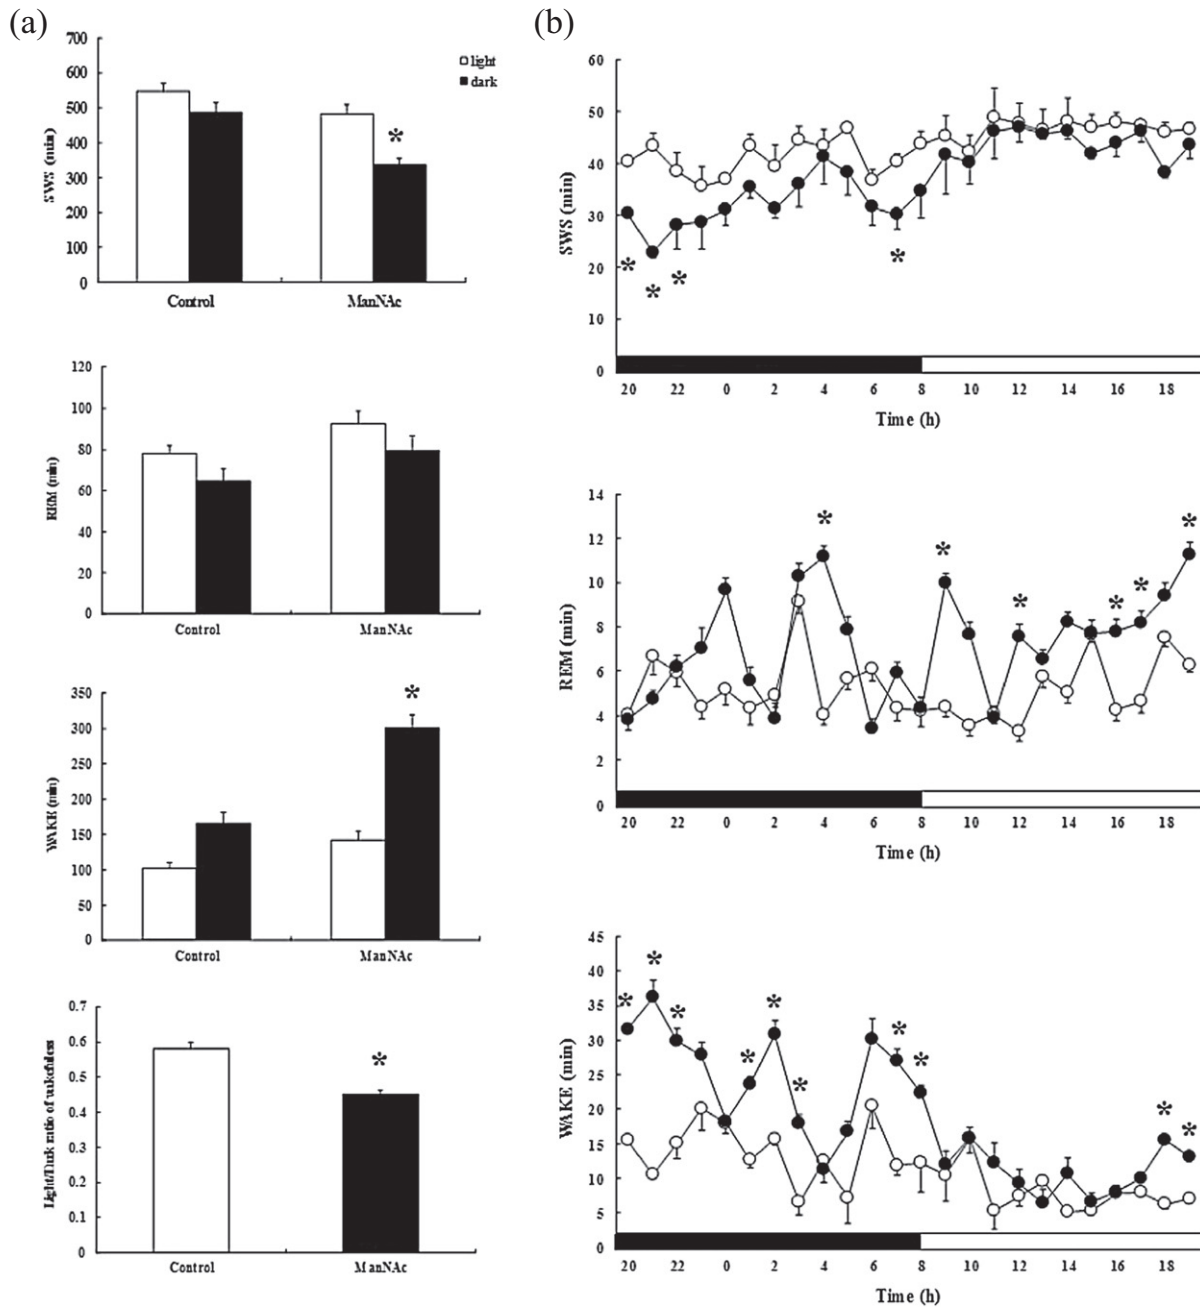 (a)
700
600
500
400
300
200
100
0
SWS (min)
light
dark
*
Control
ManNAc
120
100
80
60
40
20
0
REM (min)
Control
ManNAc
350
300
250
200
150
100
50
0
WAKE (min)
*
Control
ManNAc
0.7
0.6
0.5
0.4
0.3
0.2
0.1
0
Light/Dark ratio of wakefulness
*
Control
ManNAc
(b)
60
50
40
30
20
10
0
SWS (min)
* * * *
20 22 0 2 4 6 8 10 12 14 16 18
Time (h)
14
12
10
8
6
4
2
0
REM (min)
* * * * * *
20 22 0 2 4 6 8 10 12 14 16 18
Time (h)
45
40
35
30
25
20
15
10
5
0
WAKE (min)
* * * * * * * * * *
20 22 0 2 4 6 8 10 12 14 16 18
Time (h)